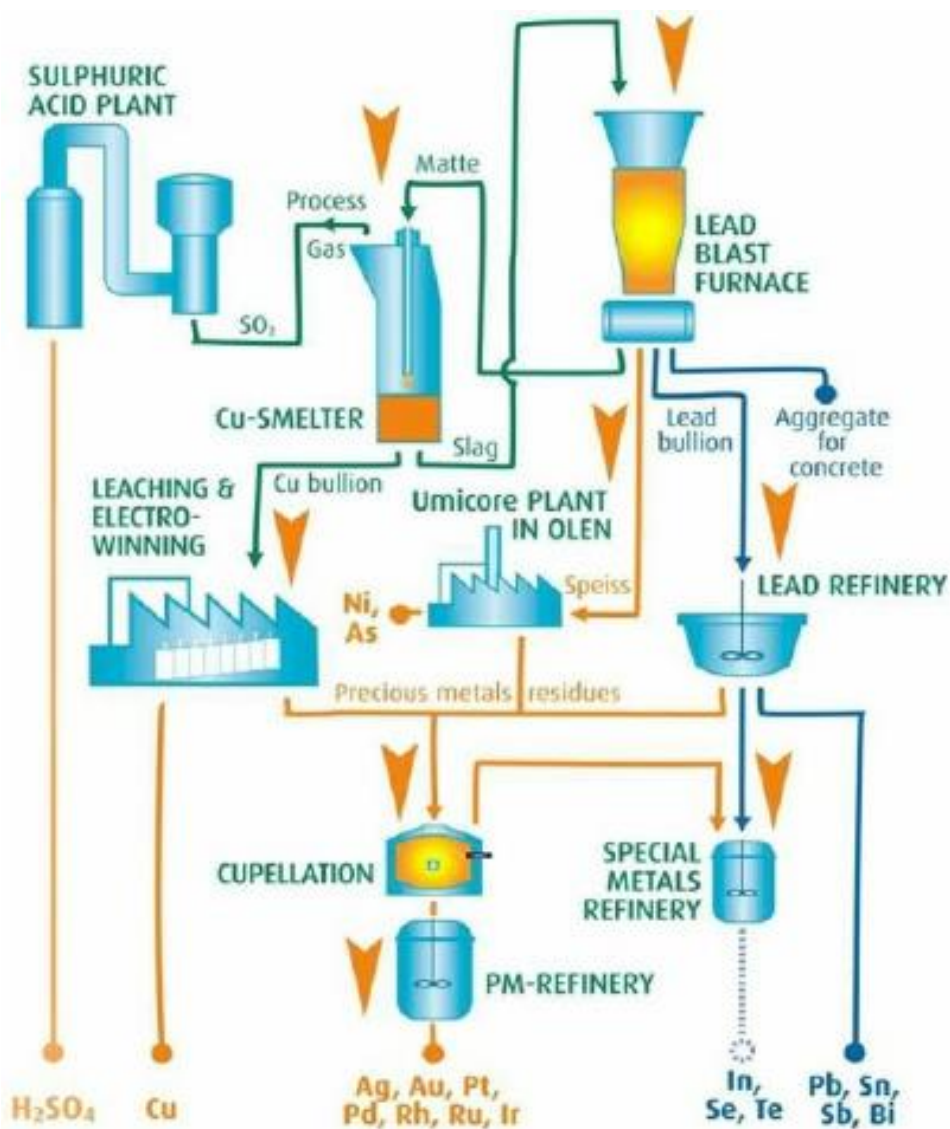 SULPHURIC
ACID PLANT
Matte
Process
Gas
LEAD
BLAST
FURNACE
SO₂
Cu-SMELTER
Slag
Lead
bullion
Aggregate
for
concrete
Cu bullion
LEACHING &
ELECTRO-
WINNING
Umicore PLANT
IN OLEN
Speiss
LEAD REFINERY
Ni,
As
Precious metals residues
CUPELLATION
SPECIAL
METALS
REFINERY
PM-REFINERY
H₂SO₄
Cu
Ag, Au, Pt,
Pd, Rh, Ru, Ir
In,
Se, Te
Pb, Sn,
Sb, Bi